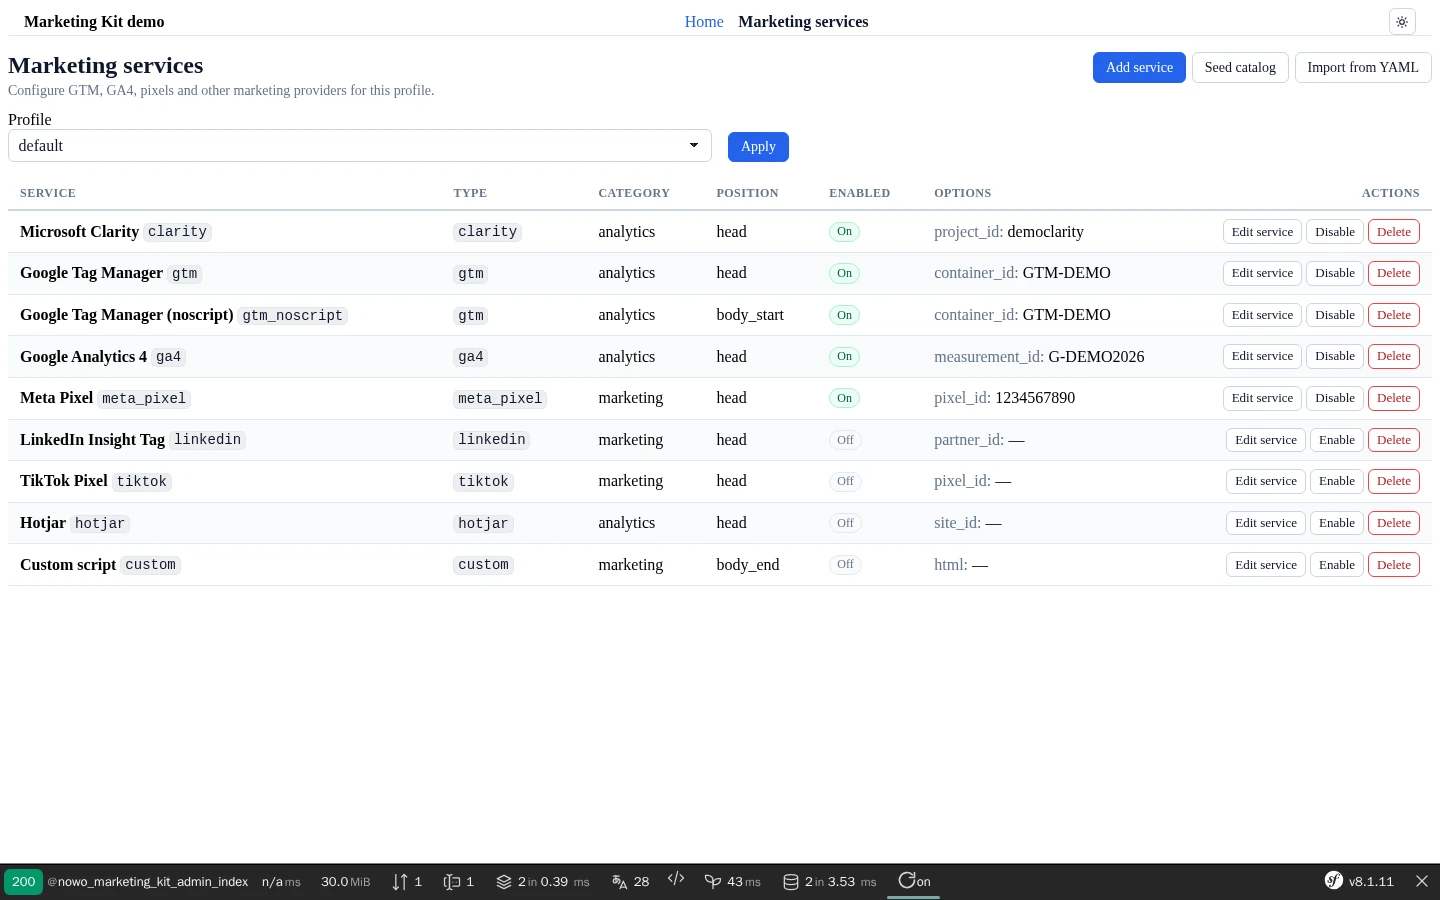 Marketing Kit demo Home Marketing services
Marketing services
Configure GTM, GA4, pixels and other marketing providers for this profile.
Add service Seed catalog Import from YAML
Profile
default Apply
SERVICE TYPE CATEGORY POSITION ENABLED OPTIONS ACTIONS
Microsoft Clarity clarity clarity analytics head On project_id: democlarity Edit service Disable Delete
Google Tag Manager gtm gtm analytics head On container_id: GTM-DEMO Edit service Disable Delete
Google Tag Manager (noscript) gtm_noscript gtm analytics body_start On container_id: GTM-DEMO Edit service Disable Delete
Google Analytics 4 ga4 ga4 analytics head On measurement_id: G-DEMO2026 Edit service Disable Delete
Meta Pixel meta_pixel meta_pixel marketing head On pixel_id: 1234567890 Edit service Disable Delete
LinkedIn Insight Tag linkedin linkedin marketing head Off partner_id: — Edit service Enable Delete
TikTok Pixel tiktok tiktok marketing head Off pixel_id: — Edit service Enable Delete
Hotjar hotjar hotjar analytics head Off site_id: — Edit service Enable Delete
Custom script custom custom marketing body_end Off html: — Edit service Enable Delete
200 @nowo_marketing_kit_admin_index n/a ms 30.0 MiB 1 1 2 in 0.39 ms 28 43 ms 2 in 3.53 ms on v8.1.11